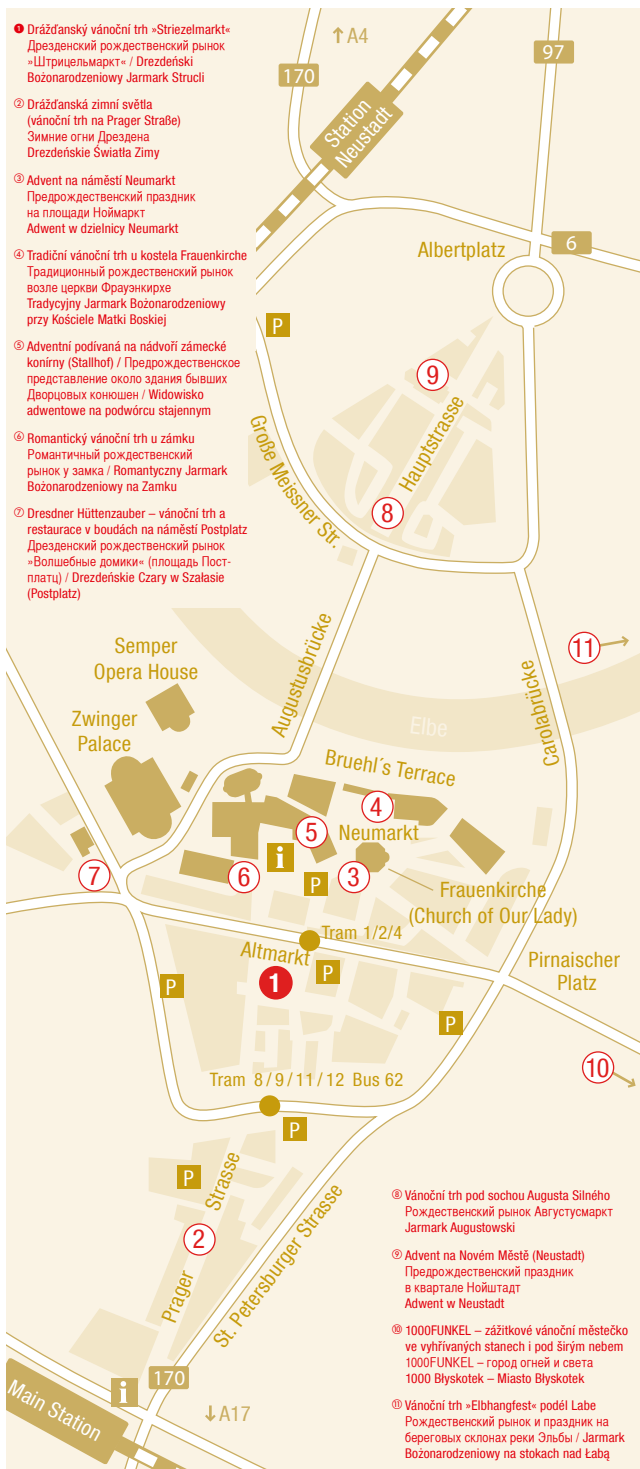 ❶ Drážďanský vánoční trh »Striezelmarkt«
Дрезденский рождественский рынок
»Штрицельмаркт« / Drezdeński
Bożonarodzeniowy Jarmark Strucli
② Drážďanská zimní světla
(vánoční trh na Prager Straße)
Зимние огни Дрездена
Drezdeńskie Światła Zimy
③ Advent na náměstí Neumarkt
Предрождественский праздник
на площади Ноймаркт
Adwent w dzielnicy Neumarkt
④ Tradiční vánoční trh u kostela Frauenkirche
Традиционный рождественский рынок
возле церкви Фрауэнкирхе
Tradycyjny Jarmark Bożonarodzeniowy
przy Kościele Matki Boskiej
⑤ Adventní podívaná na nádvoří zámecké
konírny (Stallhof) / Предрождественское
представление около здания бывших
Дворцовых конюшен / Widowisko
adwentowe na podwórcu stajennym
⑥ Romantický vánoční trh u zámku
Романтичный рождественский
рынок у замка / Romantyczny Jarmark
Bożonarodzeniowy na Zamku
⑦ Dresdner Hüttenzauber – vánoční trh a
restaurace v boudách na náměstí Postplatz
Дрезденский рождественский рынок
»Волшебные домики« (площадь Пост-
платц) / Drezdeńskie Czary w Szałasie
(Postplatz)
↑A4
97
170
Station
Neustadt
6
Albertplatz
P
9
Hauptstrasse
Große Meissner Str.
8
Augustusbrücke
11
Carolabrücke
Semper
Opera House
Zwinger
Palace
Elbe
Bruehl´s Terrace
4
5
Neumarkt
i
7
6
P
3
Frauenkirche
(Church of Our Lady)
Tram 1/2/4
Altmarkt
P
1
Pirnaischer
Platz
P
P
10
Tram 8/9/11/12 Bus 62
P
P
Prager Strasse
2
St. Petersburger Strasse
i
170
Main Station
↓A17
⑧ Vánoční trh pod sochou Augusta Silného
Рождественский рынок Августусмаркт
Jarmark Augustowski
⑨ Advent na Novém Městě (Neustadt)
Предрождественский праздник
в квартале Нойштадт
Adwent w Neustadt
⑩ 1000FUNKEL – zážitkové vánoční městečko
ve vyhřívaných stanech i pod širým nebem
1000FUNKEL – город огней и света
1000 Błyskotek – Miasto Błyskotek
⑪ Vánoční trh »Elbhangfest« podél Labe
Рождественский рынок и праздник на
береговых склонах реки Эльбы / Jarmark
Bożonarodzeniowy na stokach nad Łabą